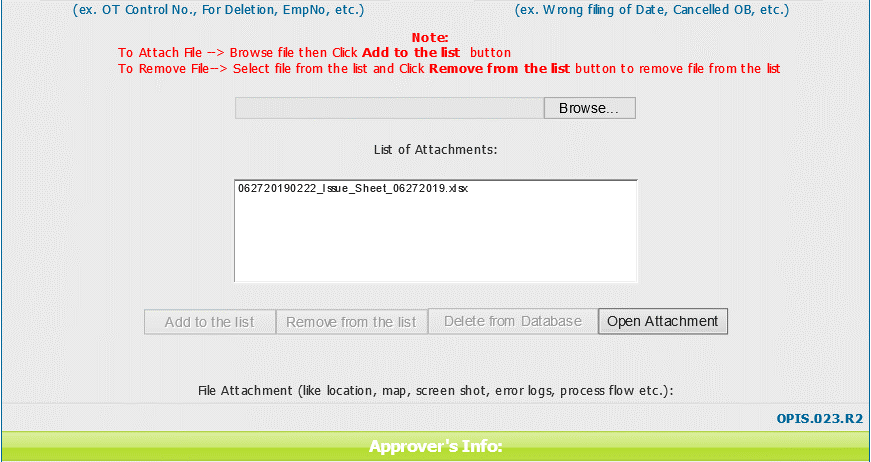 (ex. OT Control No., For Deletion, EmpNo, etc.) (ex. Wrong filing of Date, Cancelled OB, etc.)
Note:
To Attach File --> Browse file then Click Add to the list button
To Remove File--> Select file from the list and Click Remove from the list button to remove file from the list
Browse...
List of Attachments:
062720190222_Issue_Sheet_06272019.xlsx
Add to the list Remove from the list Delete from Database Open Attachment
File Attachment (like location, map, screen shot, error logs, process flow etc.):
OPIS.023.R2
Approver's Info: